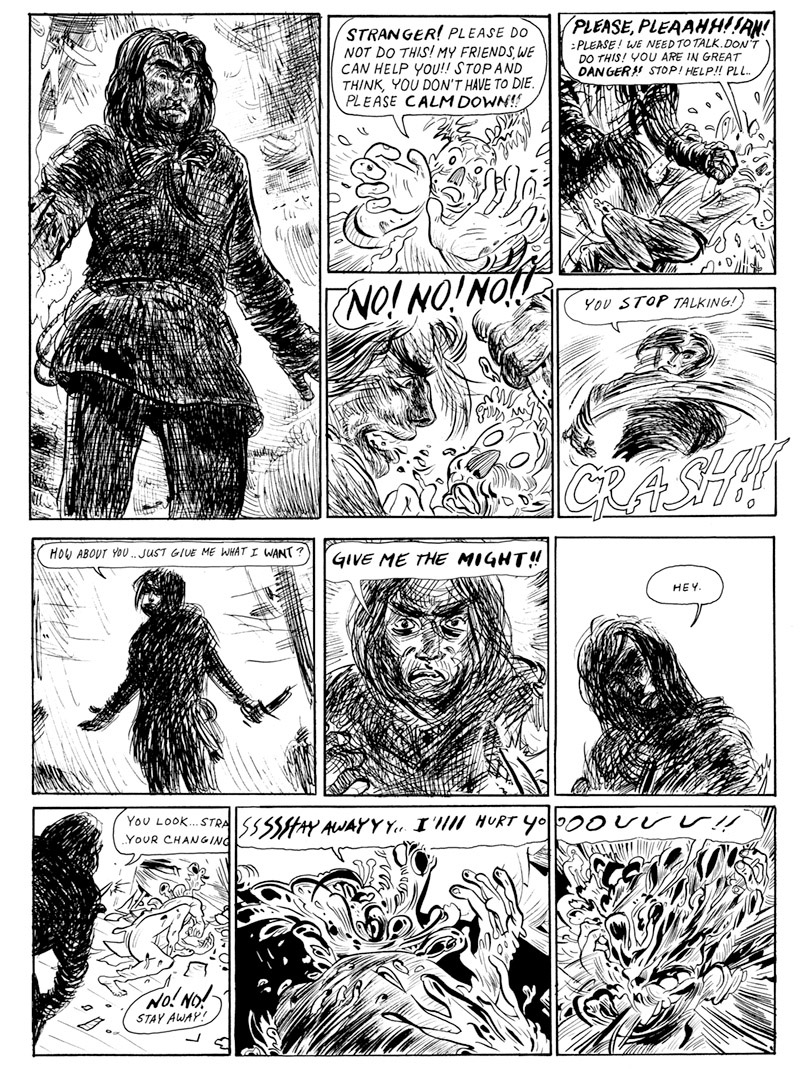 STRANGER! PLEASE DO
NOT DO THIS! MY FRIENDS, WE
CAN HELP YOU!! STOP AND
THINK, YOU DON'T HAVE TO DIE.
PLEASE CALM DOWN!!
PLEASE, PLEAAHH!!AH!
PLEASE! WE NEED TO TALK. DON'T
DO THIS! YOU ARE IN GREAT
DANGER!! STOP! HELP!! PLL..
NO! NO! NO!!
YOU STOP TALKING!
CRASH!!!
HOW ABOUT YOU.. JUST GIVE ME WHAT I WANT?
GIVE ME THE MIGHT!!
HEY.
YOU LOOK... STRA
..YOUR CHANGING
NO! NO!
STAY AWAY!
SSSSSTAY AWAYYY... I'IIII HURT YO
OOOUUU!!